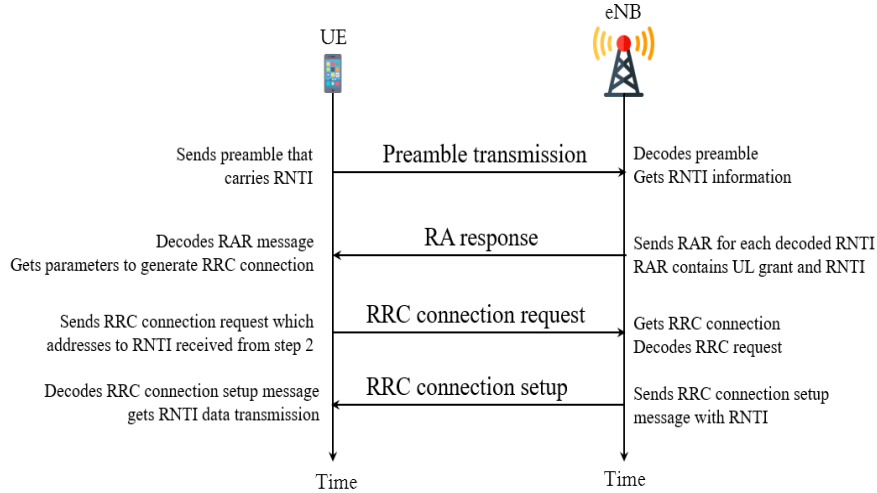 UE
eNB
Sends preamble that
carries RNTI
Preamble transmission
Decodes preamble
Gets RNTI information
Decodes RAR message
Gets parameters to generate RRC connection
RA response
Sends RAR for each decoded RNTI
RAR contains UL grant and RNTI
Sends RRC connection request which
addresses to RNTI received from step 2
RRC connection request
Gets RRC connection
Decodes RRC request
Decodes RRC connection setup message
gets RNTI data transmission
RRC connection setup
Sends RRC connection setup
message with RNTI
Time
Time